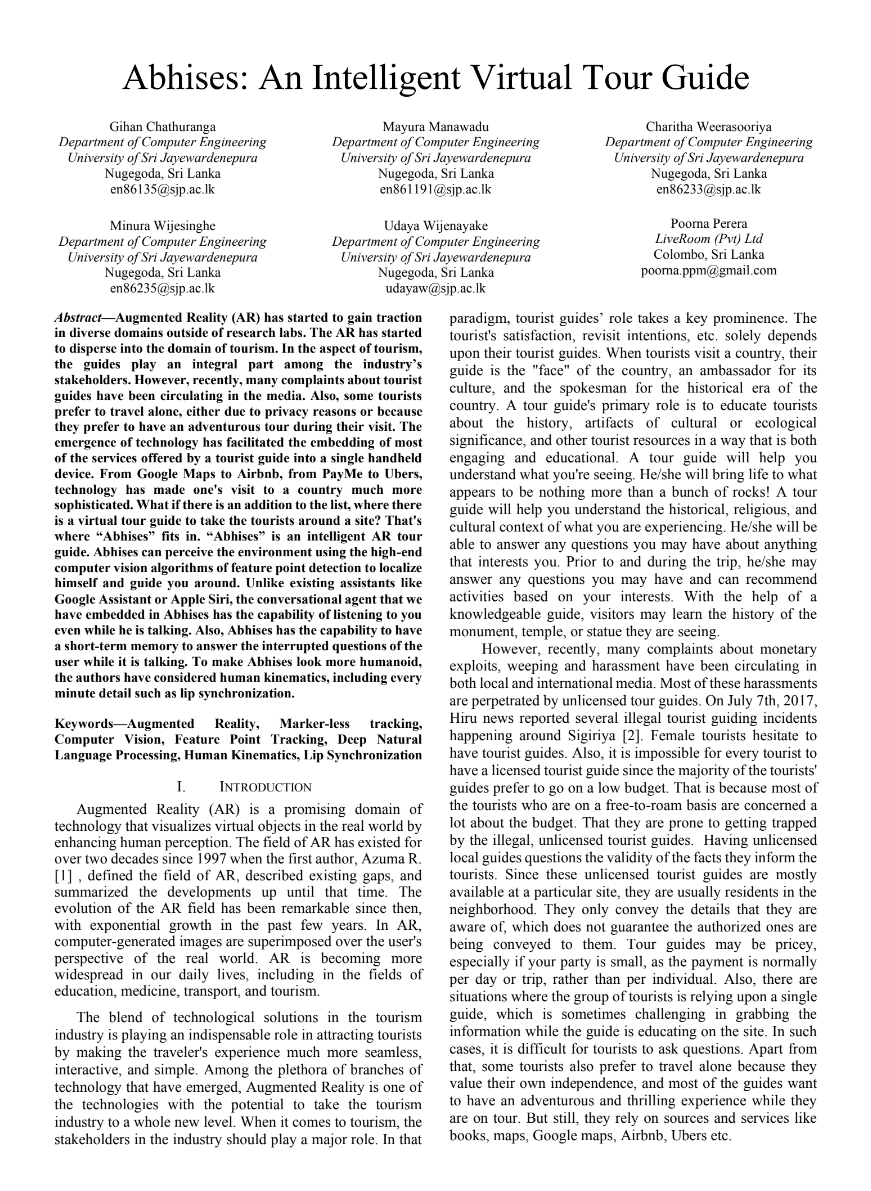 Abhises: An Intelligent Virtual Tour Guide
Gihan Chathuranga
Department of Computer Engineering
University of Sri Jayewardenepura
Nugegoda, Sri Lanka
en86135@sjp.ac.lk
Mayura Manawadu
Department of Computer Engineering
University of Sri Jayewardenepura
Nugegoda, Sri Lanka
en861191@sjp.ac.lk
Charitha Weerasooriya
Department of Computer Engineering
University of Sri Jayewardenepura
Nugegoda, Sri Lanka
en86233@sjp.ac.lk
Minura Wijesinghe
Department of Computer Engineering
University of Sri Jayewardenepura
Nugegoda, Sri Lanka
en86235@sjp.ac.lk
Udaya Wijenayake
Department of Computer Engineering
University of Sri Jayewardenepura
Nugegoda, Sri Lanka
udayaw@sjp.ac.lk
Poorna Perera
LiveRoom (Pvt) Ltd
Colombo, Sri Lanka
poorna.ppm@gmail.com
Abstract—Augmented Reality (AR) has started to gain traction
in diverse domains outside of research labs. The AR has started
to disperse into the domain of tourism. In the aspect of tourism,
the guides play an integral part among the industry's
stakeholders. However, recently, many complaints about tourist
guides have been circulating in the media. Also, some tourists
prefer to travel alone, either due to privacy reasons or because
they prefer to have an adventurous tour during their visit. The
emergence of technology has facilitated the embedding of most
of the services offered by a tourist guide into a single handheld
device. From Google Maps to Airbnb, from PayMe to Ubers,
technology has made one's visit to a country much more
sophisticated. What if there is an addition to the list, where there
is a virtual tour guide to take the tourists around a site? That's
where “Abhises” fits in. “Abhises” is an intelligent AR tour
guide. Abhises can perceive the environment using the high-end
computer vision algorithms of feature point detection to localize
himself and guide you around. Unlike existing assistants like
Google Assistant or Apple Siri, the conversational agent that we
have embedded in Abhises has the capability of listening to you
even while he is talking. Also, Abhises has the capability to have
a short-term memory to answer the interrupted questions of the
user while it is talking. To make Abhises look more humanoid,
the authors have considered human kinematics, including every
minute detail such as lip synchronization.
Keywords—Augmented Reality, Marker-less tracking,
Computer Vision, Feature Point Tracking, Deep Natural
Language Processing, Human Kinematics, Lip Synchronization
I. INTRODUCTION
Augmented Reality (AR) is a promising domain of
technology that visualizes virtual objects in the real world by
enhancing human perception. The field of AR has existed for
over two decades since 1997 when the first author, Azuma R.
[1] , defined the field of AR, described existing gaps, and
summarized the developments up until that time. The
evolution of the AR field has been remarkable since then,
with exponential growth in the past few years. In AR,
computer-generated images are superimposed over the user's
perspective of the real world. AR is becoming more
widespread in our daily lives, including in the fields of
education, medicine, transport, and tourism.
The blend of technological solutions in the tourism
industry is playing an indispensable role in attracting tourists
by making the traveler's experience much more seamless,
interactive, and simple. Among the plethora of branches of
technology that have emerged, Augmented Reality is one of
the technologies with the potential to take the tourism
industry to a whole new level. When it comes to tourism, the
stakeholders in the industry should play a major role. In that
paradigm, tourist guides' role takes a key prominence. The
tourist's satisfaction, revisit intentions, etc. solely depends
upon their tourist guides. When tourists visit a country, their
guide is the "face" of the country, an ambassador for its
culture, and the spokesman for the historical era of the
country. A tour guide's primary role is to educate tourists
about the history, artifacts of cultural or ecological
significance, and other tourist resources in a way that is both
engaging and educational. A tour guide will help you
understand what you're seeing. He/she will bring life to what
appears to be nothing more than a bunch of rocks! A tour
guide will help you understand the historical, religious, and
cultural context of what you are experiencing. He/she will be
able to answer any questions you may have about anything
that interests you. Prior to and during the trip, he/she may
answer any questions you may have and can recommend
activities based on your interests. With the help of a
knowledgeable guide, visitors may learn the history of the
monument, temple, or statue they are seeing.
However, recently, many complaints about monetary
exploits, weeping and harassment have been circulating in
both local and international media. Most of these harassments
are perpetrated by unlicensed tour guides. On July 7th, 2017,
Hiru news reported several illegal tourist guiding incidents
happening around Sigiriya [2]. Female tourists hesitate to
have tourist guides. Also, it is impossible for every tourist to
have a licensed tourist guide since the majority of the tourists'
guides prefer to go on a low budget. That is because most of
the tourists who are on a free-to-roam basis are concerned a
lot about the budget. That they are prone to getting trapped
by the illegal, unlicensed tourist guides. Having unlicensed
local guides questions the validity of the facts they inform the
tourists. Since these unlicensed tourist guides are mostly
available at a particular site, they are usually residents in the
neighborhood. They only convey the details that they are
aware of, which does not guarantee the authorized ones are
being conveyed to them. Tour guides may be pricey,
especially if your party is small, as the payment is normally
per day or trip, rather than per individual. Also, there are
situations where the group of tourists is relying upon a single
guide, which is sometimes challenging in grabbing the
information while the guide is educating on the site. In such
cases, it is difficult for tourists to ask questions. Apart from
that, some tourists also prefer to travel alone because they
value their own independence, and most of the guides want
to have an adventurous and thrilling experience while they
are on tour. But still, they rely on sources and services like
books, maps, Google maps, Airbnb, Ubers etc.